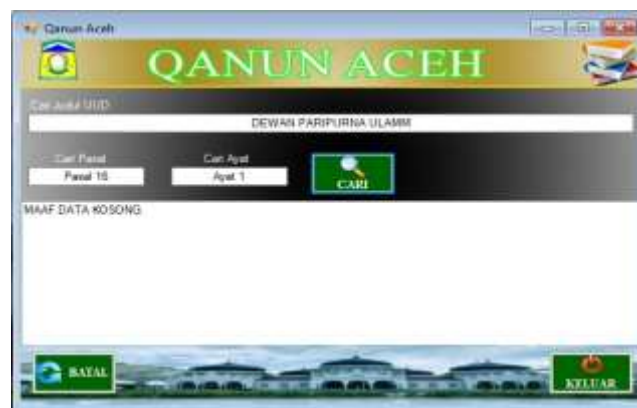 Qanun Aceh
QANUN ACEH
Cari Judul UUD
DEWAN PARIPURNA ULAMM
Cari Pasal
Cari Ayat
Pasal 16
Ayat 1
CARI
MAAF DATA KOSONG
BATAL
KELUAR